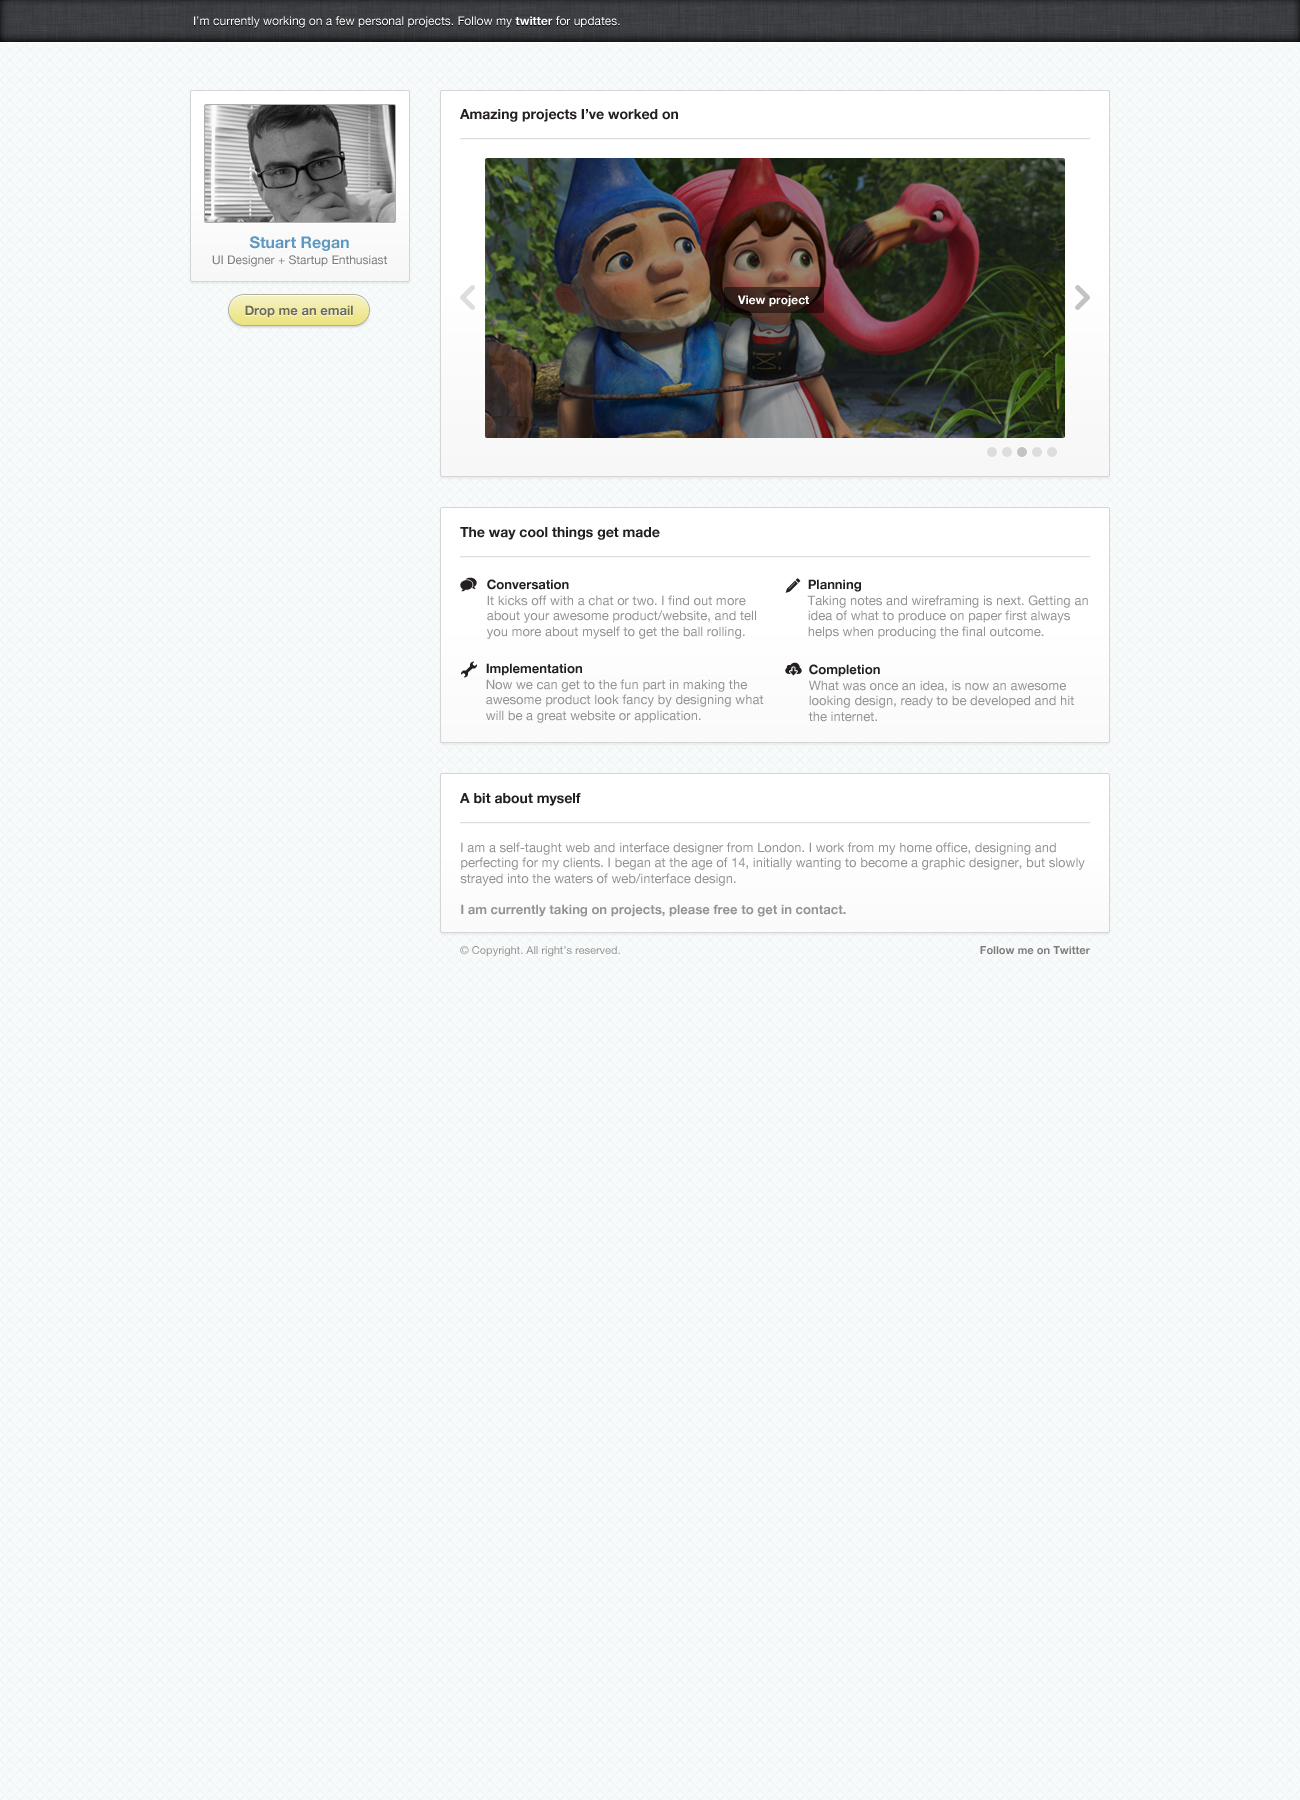 I'm currently working on a few personal projects. Follow my twitter for updates.
Stuart Regan
UI Designer + Startup Enthusiast
Drop me an email
Amazing projects I've worked on
View project
The way cool things get made
Conversation
It kicks off with a chat or two. I find out more
about your awesome product/website, and tell
you more about myself to get the ball rolling.
Planning
Taking notes and wireframing is next. Getting an
idea of what to produce on paper first always
helps when producing the final outcome.
Implementation
Now we can get to the fun part in making the
awesome product look fancy by designing what
will be a great website or application.
Completion
What was once an idea, is now an awesome
looking design, ready to be developed and hit
the internet.
A bit about myself
I am a self-taught web and interface designer from London. I work from my home office, designing and
perfecting for my clients. I began at the age of 14, initially wanting to become a graphic designer, but slowly
strayed into the waters of web/interface design.
I am currently taking on projects, please free to get in contact.
© Copyright. All right's reserved.
Follow me on Twitter